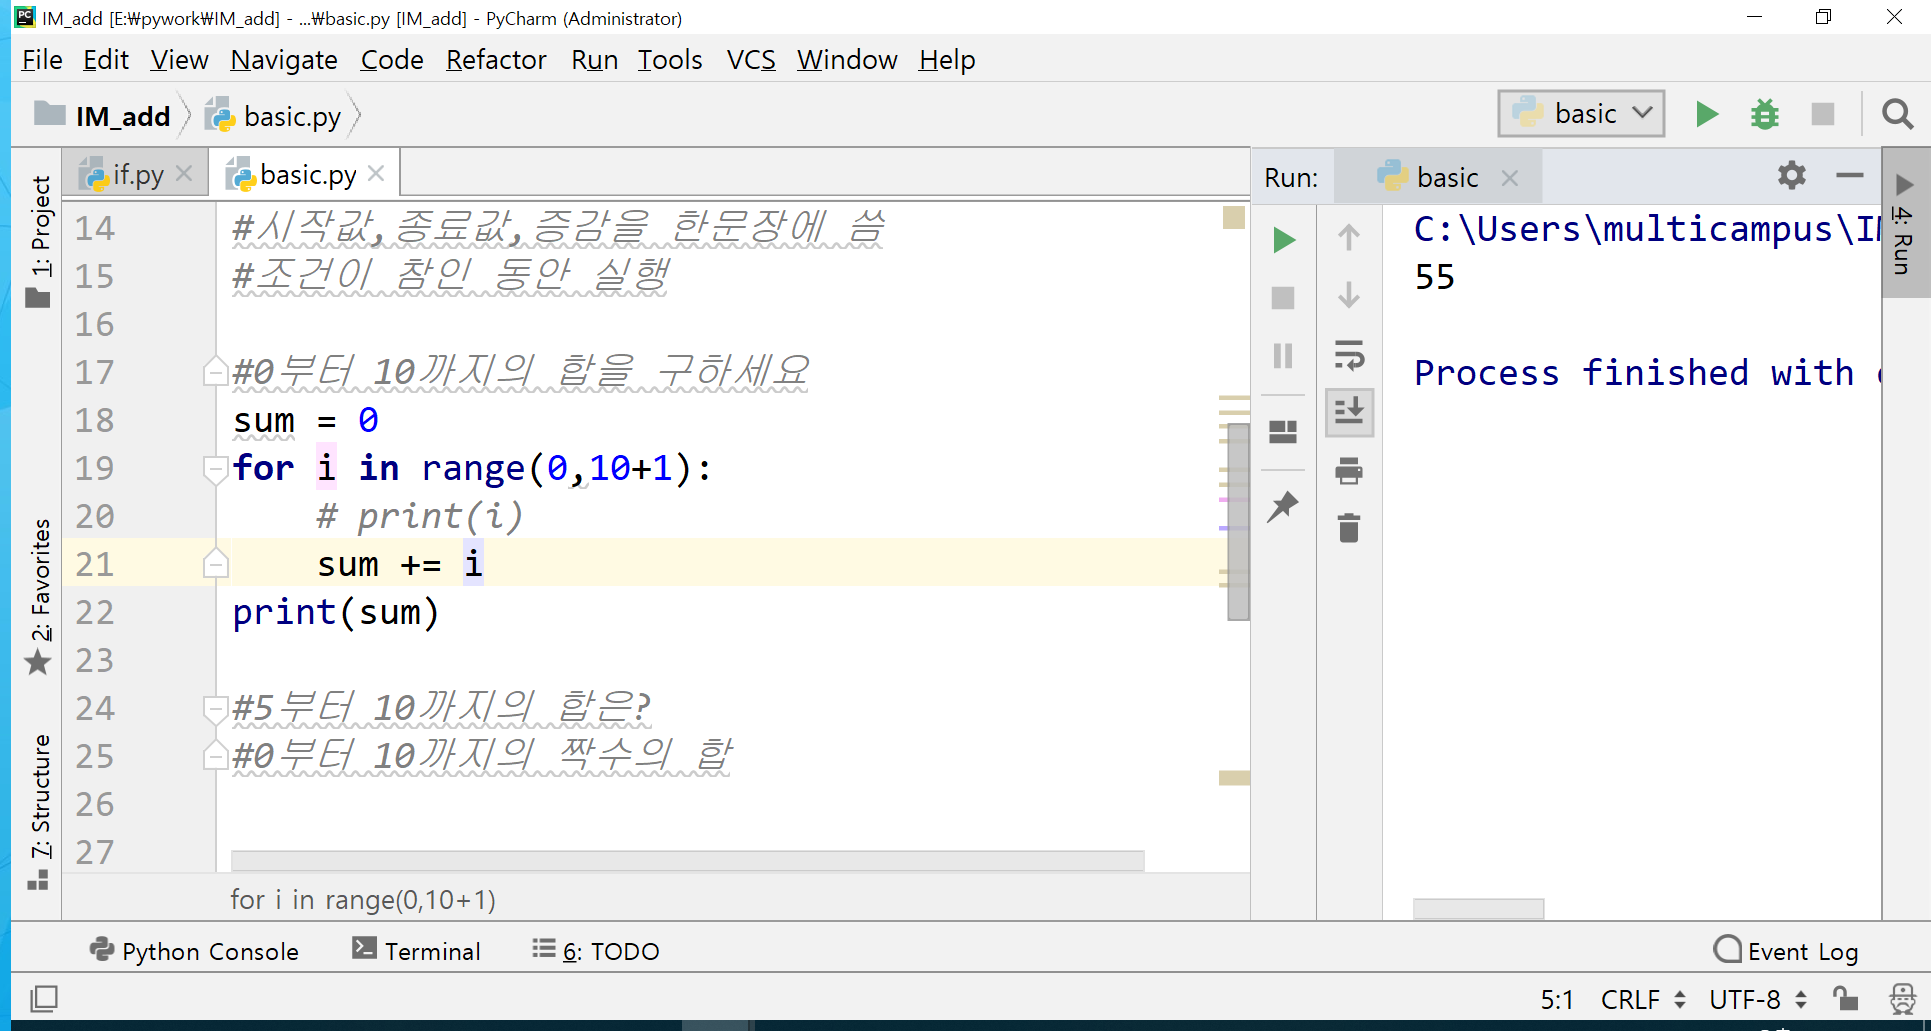 IM_add [E:₩pywork₩IM_add] - ...₩basic.py [IM_add] - PyCharm (Administrator)
File Edit View Navigate Code Refactor Run Tools VCS Window Help
IM_add basic.py basic
if.py basic.py
Run: basic
1: Project
2: Favorites
7: Structure
4: Run
14 #시작값,종료값,증감을 한문장에 씀
15 #조건이 참인 동안 실행
16
17 #0부터 10까지의 합을 구하세요
18 sum = 0
19 for i in range(0,10+1):
20 # print(i)
21 sum += i
22 print(sum)
23
24 #5부터 10까지의 합은?
25 #0부터 10까지의 짝수의 합
26
27
for i in range(0,10+1)
C:\Users\multicampus\IM
55
Process finished with
Python Console Terminal 6: TODO Event Log
5:1 CRLF UTF-8